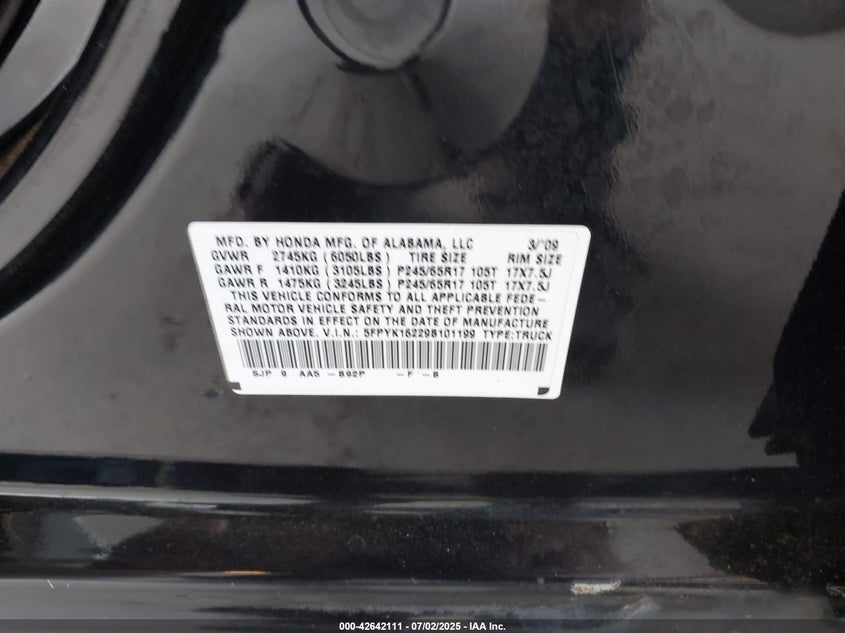 MFD. BY HONDA MFG. OF ALABAMA, LLC 3/'09
GVWR 2745KG (6050LBS) TIRE SIZE RIM SIZE
GAWR F 1410KG (3105LBS) P245/65R17 105T 17X7.5J
GAWR R 1475KG (3245LBS) P245/65R17 105T 17X7.5J
THIS VEHICLE CONFORMS TO ALL APPLICABLE FEDE-
RAL MOTOR VEHICLE SAFETY AND THEFT PREVENTION
STANDARDS IN EFFECT ON THE DATE OF MANUFACTURE
SHOWN ABOVE. V.I.N.: 5FPYK16229B101199 TYPE:TRUCK
SJP 9 AA5 -B92P -F -B
000-42642111 - 07/02/2025 - IAA Inc.